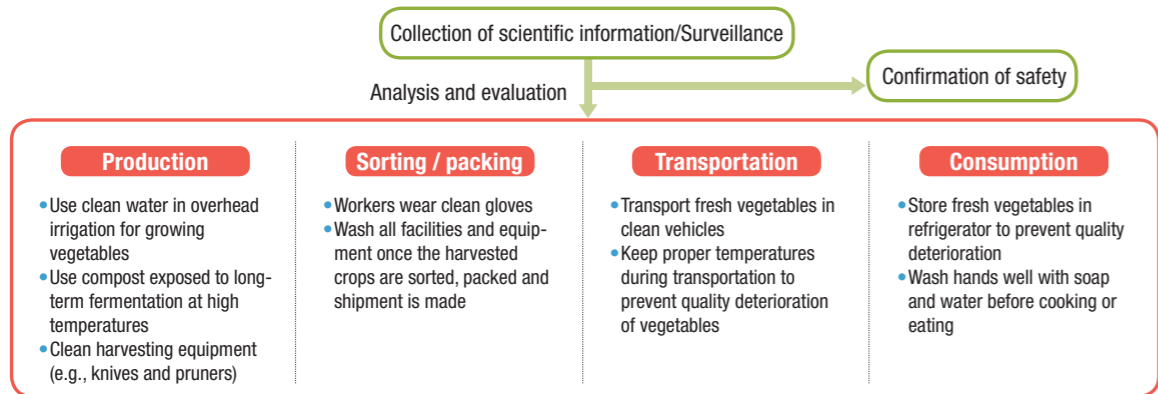 Collection of scientific information/Surveillance
Analysis and evaluation
Confirmation of safety
Production
•Use clean water in overhead
irrigation for growing
vegetables
•Use compost exposed to long-
term fermentation at high
temperatures
•Clean harvesting equipment
(e.g., knives and pruners)
Sorting / packing
•Workers wear clean gloves
•Wash all facilities and equip-
ment once the harvested
crops are sorted, packed and
shipment is made
Transportation
•Transport fresh vegetables in
clean vehicles
•Keep proper temperatures
during transportation to
prevent quality deterioration
of vegetables
Consumption
•Store fresh vegetables in
refrigerator to prevent quality
deterioration
•Wash hands well with soap
and water before cooking or
eating